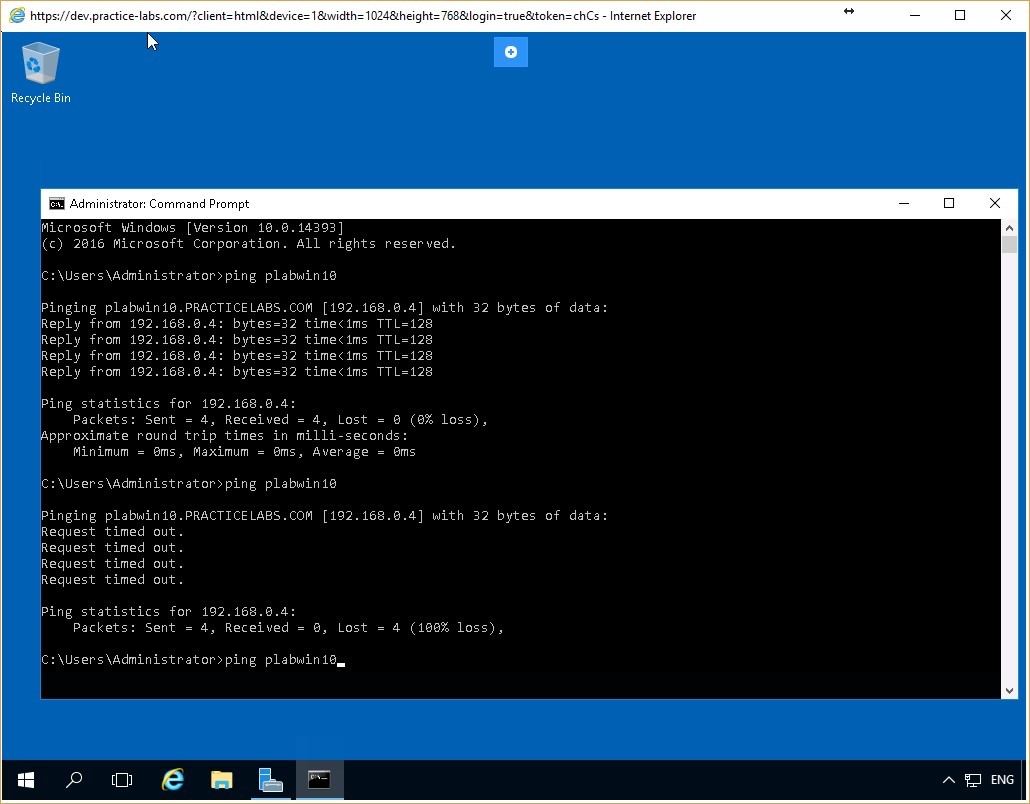 https://dev.practice-labs.com/?client=html&device=1&width=1024&height=768&login=true&token=chCs - Internet Explorer
Recycle Bin
Administrator: Command Prompt
Microsoft Windows [Version 10.0.14393]
(c) 2016 Microsoft Corporation. All rights reserved.
C:\Users\Administrator>ping plabwin10
Pinging plabwin10.PRACTICELABS.COM [192.168.0.4] with 32 bytes of data:
Reply from 192.168.0.4: bytes=32 time<1ms TTL=128
Reply from 192.168.0.4: bytes=32 time<1ms TTL=128
Reply from 192.168.0.4: bytes=32 time<1ms TTL=128
Reply from 192.168.0.4: bytes=32 time<1ms TTL=128
Ping statistics for 192.168.0.4:
    Packets: Sent = 4, Received = 4, Lost = 0 (0% loss),
Approximate round trip times in milli-seconds:
    Minimum = 0ms, Maximum = 0ms, Average = 0ms
C:\Users\Administrator>ping plabwin10
Pinging plabwin10.PRACTICELABS.COM [192.168.0.4] with 32 bytes of data:
Request timed out.
Request timed out.
Request timed out.
Request timed out.
Ping statistics for 192.168.0.4:
    Packets: Sent = 4, Received = 0, Lost = 4 (100% loss),
C:\Users\Administrator>ping plabwin10
ENG